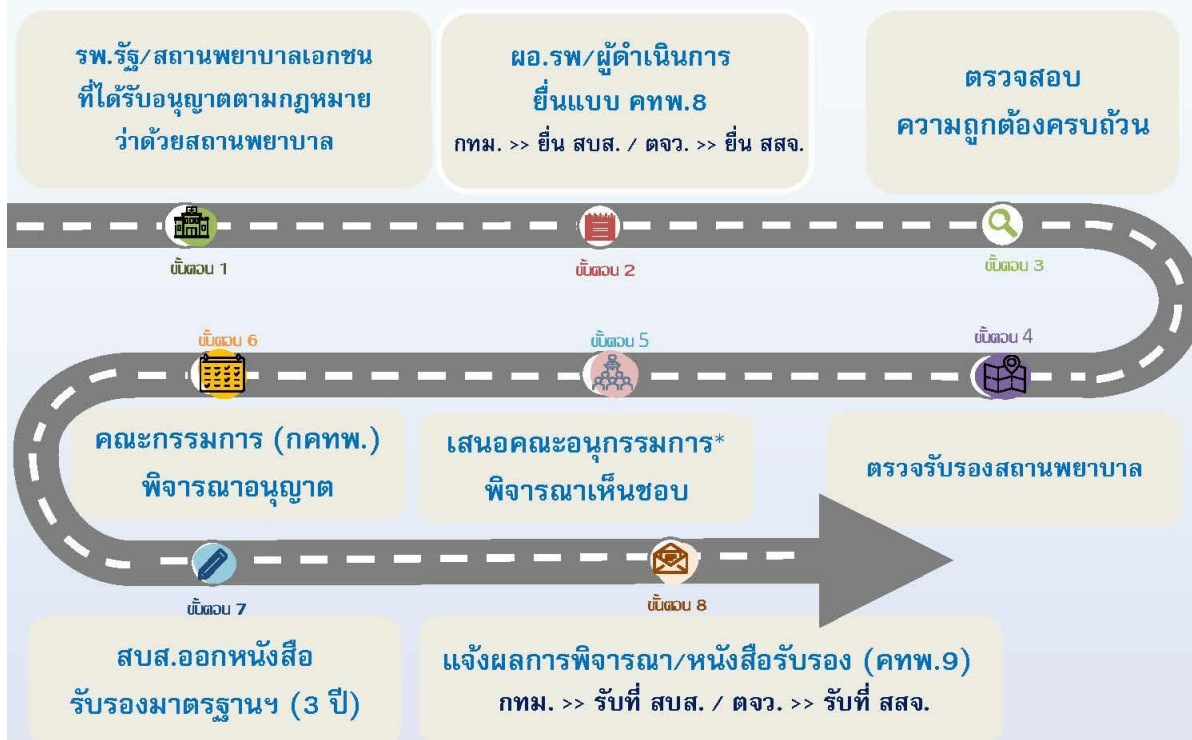 รพ.รัฐ/สถานพยาบาลเอกชน
ที่ได้รับอนุญาตตามกฎหมาย
ว่าด้วยสถานพยาบาล
ขั้นตอน 1
ผอ.รพ/ผู้ดำเนินการ
ยื่นแบบ คทพ.8
กทม. >> ยื่น สบส. / ตจว. >> ยื่น สสจ.
ขั้นตอน 2
ตรวจสอบ
ความถูกต้องครบถ้วน
ขั้นตอน 3
ขั้นตอน 4
ตรวจรับรองสถานพยาบาล
ขั้นตอน 5
เสนอคณะอนุกรรมการ*
พิจารณาเห็นชอบ
ขั้นตอน 6
คณะกรรมการ (กคทพ.)
พิจารณาอนุญาต
ขั้นตอน 7
สบส.ออกหนังสือ
รับรองมาตรฐานฯ (3 ปี)
ขั้นตอน 8
แจ้งผลการพิจารณา/หนังสือรับรอง (คทพ.9)
กทม. >> รับที่ สบส. / ตจว. >> รับที่ สสจ.